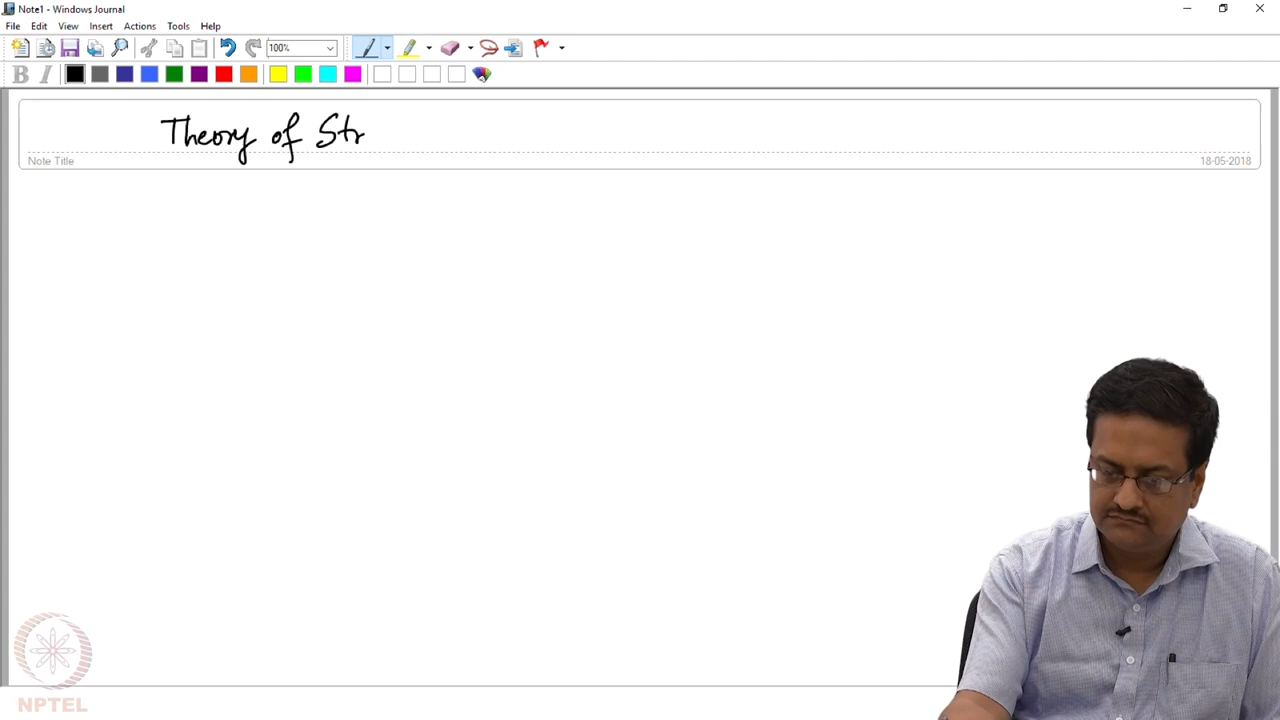 Note1 - Windows Journal
File Edit View Insert Actions Tools Help
100%
B I
Theory of Str
Note Title
18-05-2018
NPTEL